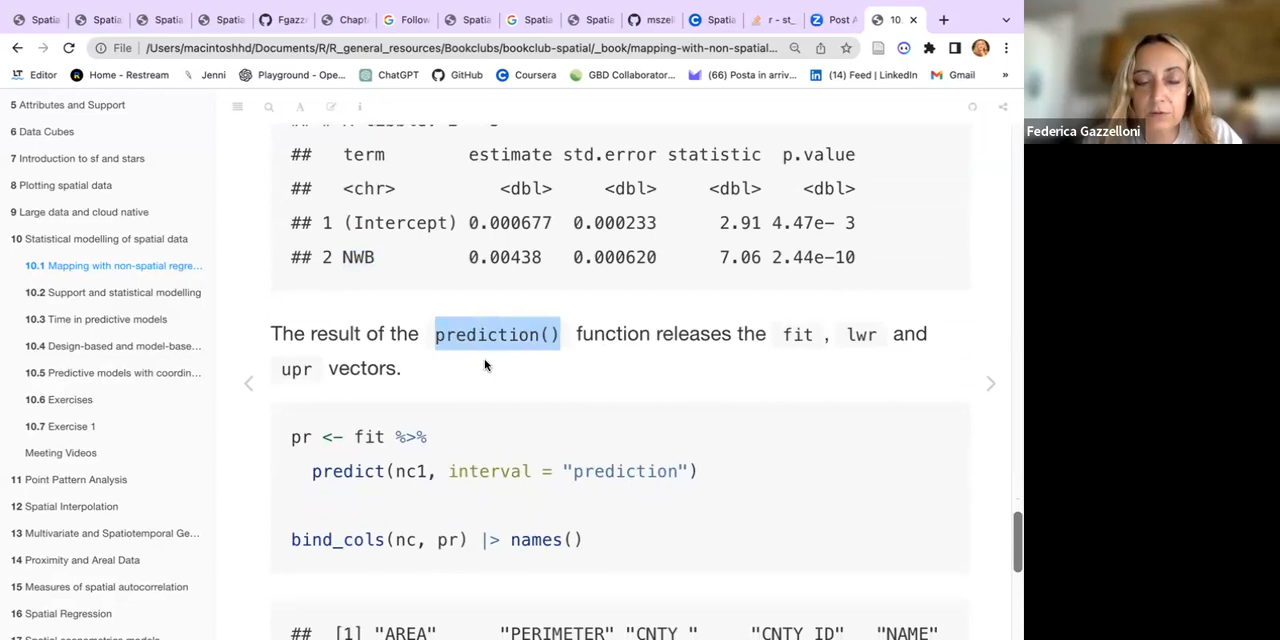 Spatia
Spatia
Spatia
Spatia
Fgazz
Chapt
Follow
Spatia
Spatia
Spatia
mszel
Spatia
r - st_
Post A
10.
File
/Users/macintoshhd/Documents/R/R_general_resources/Bookclubs/bookclub-spatial/_book/mapping-with-non-spatial...
Editor
Home - Restream
Jenni
Playground - Ope...
ChatGPT
GitHub
Coursera
GBD Collaborator...
(66) Posta in arriv...
(14) Feed | LinkedIn
Gmail
»
5 Attributes and Support
6 Data Cubes
7 Introduction to sf and stars
8 Plotting spatial data
9 Large data and cloud native
10 Statistical modelling of spatial data
10.1 Mapping with non-spatial regre...
10.2 Support and statistical modelling
10.3 Time in predictive models
10.4 Design-based and model-base...
10.5 Predictive models with coordin...
10.6 Exercises
10.7 Exercise 1
Meeting Videos
11 Point Pattern Analysis
12 Spatial Interpolation
13 Multivariate and Spatiotemporal Ge...
14 Proximity and Areal Data
15 Measures of spatial autocorrelation
16 Spatial Regression
## term estimate std.error statistic p.value
## <chr> <dbl> <dbl> <dbl> <dbl>
## 1 (Intercept) 0.000677 0.000233 2.91 4.47e- 3
## 2 NWB 0.00438 0.000620 7.06 2.44e-10
The result of the prediction() function releases the fit , lwr and
upr vectors.
pr <- fit %>%
predict(nc1, interval = "prediction")
bind_cols(nc, pr) |> names()
## [1] "AREA" "PERIMETER" "CNTY_" "CNTY_ID" "NAME"
Federica Gazzelloni